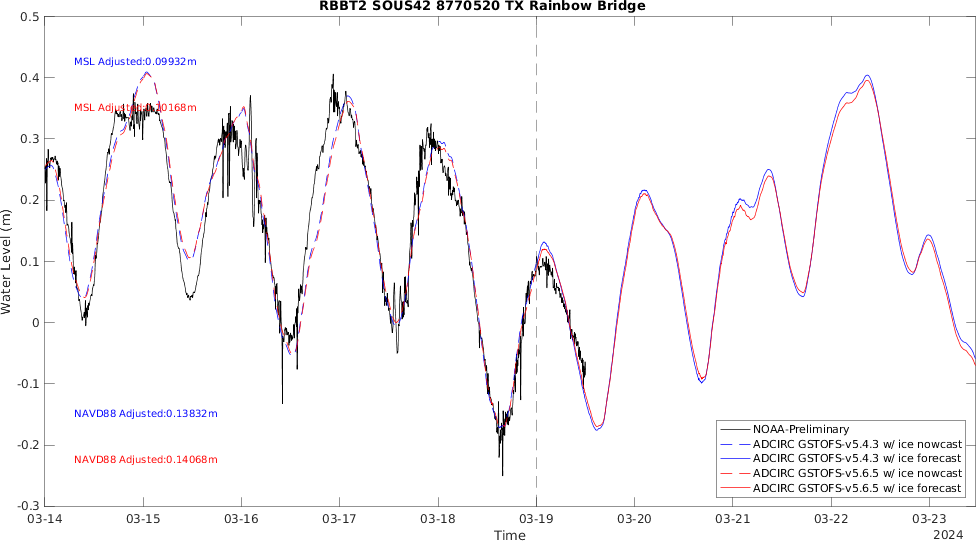 RBBT2 SOUS42 8770520 TX Rainbow Bridge
0.5
0.4
0.3
0.2
0.1
0
-0.1
-0.2
-0.3
Water Level (m)
MSL Adjusted:0.09932m
MSL Adjusted:0.10168m
NAVD88 Adjusted:0.13832m
NAVD88 Adjusted:0.14068m
NOAA-Preliminary
ADCIRC GSTOFS-v5.4.3 w/ ice nowcast
ADCIRC GSTOFS-v5.4.3 w/ ice forecast
ADCIRC GSTOFS-v5.6.5 w/ ice nowcast
ADCIRC GSTOFS-v5.6.5 w/ ice forecast
03-14 03-15 03-16 03-17 03-18 03-19 03-20 03-21 03-22 03-23
Time
2024